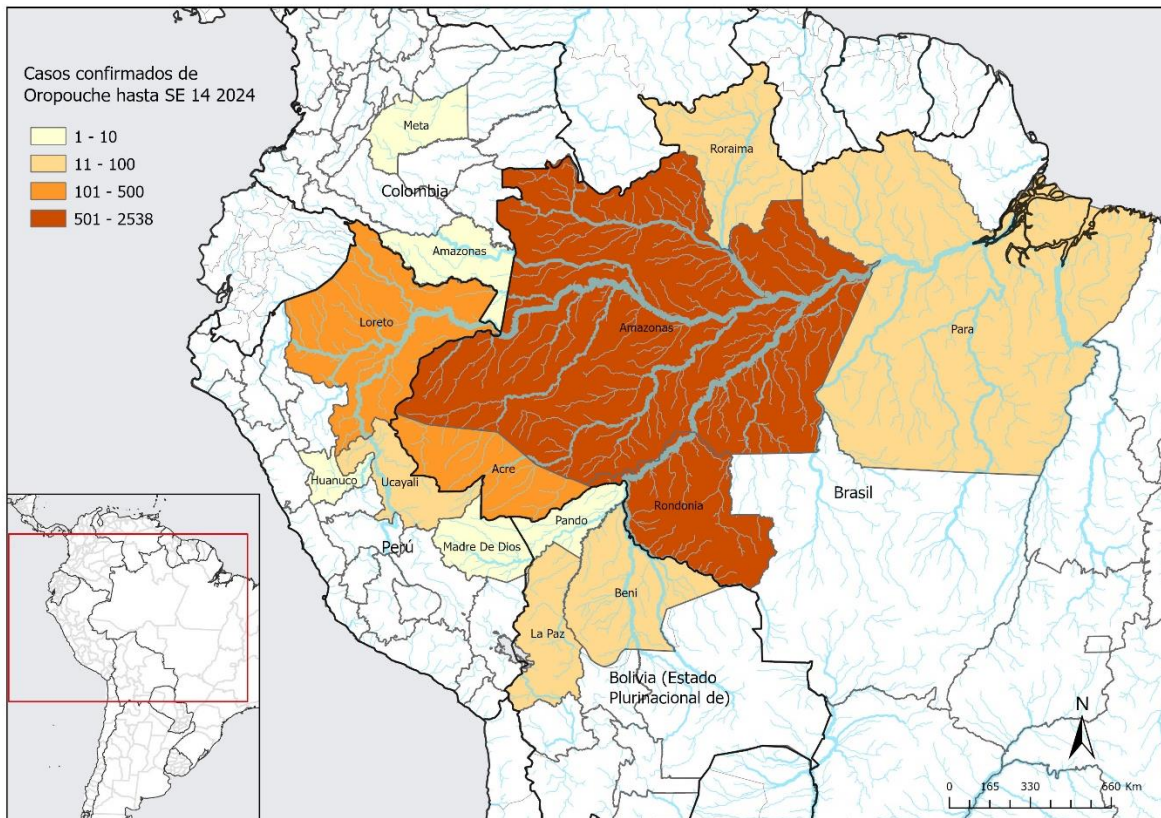 Casos confirmados de
Oropouche hasta SE 14 2024
1 - 10
11 - 100
101 - 500
501 - 2538
Meta
Roraima
Colombia
Amazonas
Loreto
Amazonas
Para
Huanuco
Ucayali
Acre
Rondonia
Brasil
Pando
Perú
Madre De Dios
Beni
La Paz
Bolivia (Estado
Plurinacional de)
N
0 165 330 660 Km